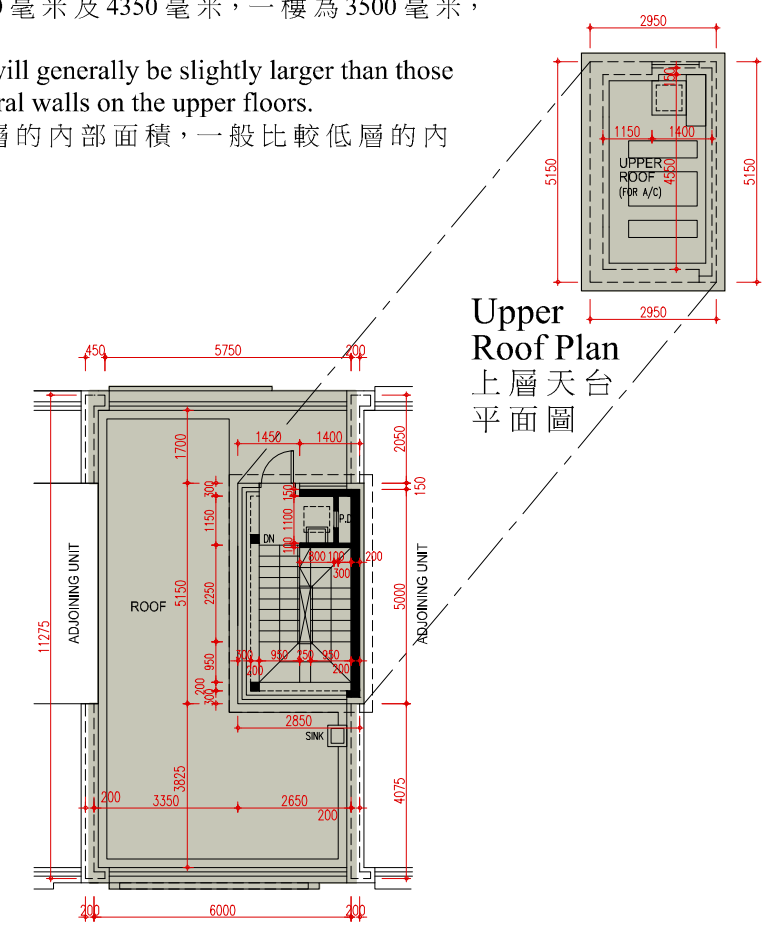 毫米及4350毫米，一樓為3500毫米，
will generally be slightly larger than those
ral walls on the upper floors.
層的內部面積，一般比較低層的內
2950
150
1150
1400
UPPER
ROOF
(FOR A/C)
4550
5150
5150
2950
Upper
Roof Plan
上層天台
平面圖
450
5750
200
1700
1450
1400
2050
300
150
150
1150
1100
P.D
DN
100
800
100
200
300
ADJOINING UNIT
ROOF
5150
2250
5000
ADJOINING UNIT
11275
300
950
250
950
950
200
200
200
300
2850
SINK
3825
4075
200
3350
2650
200
200
6000
200